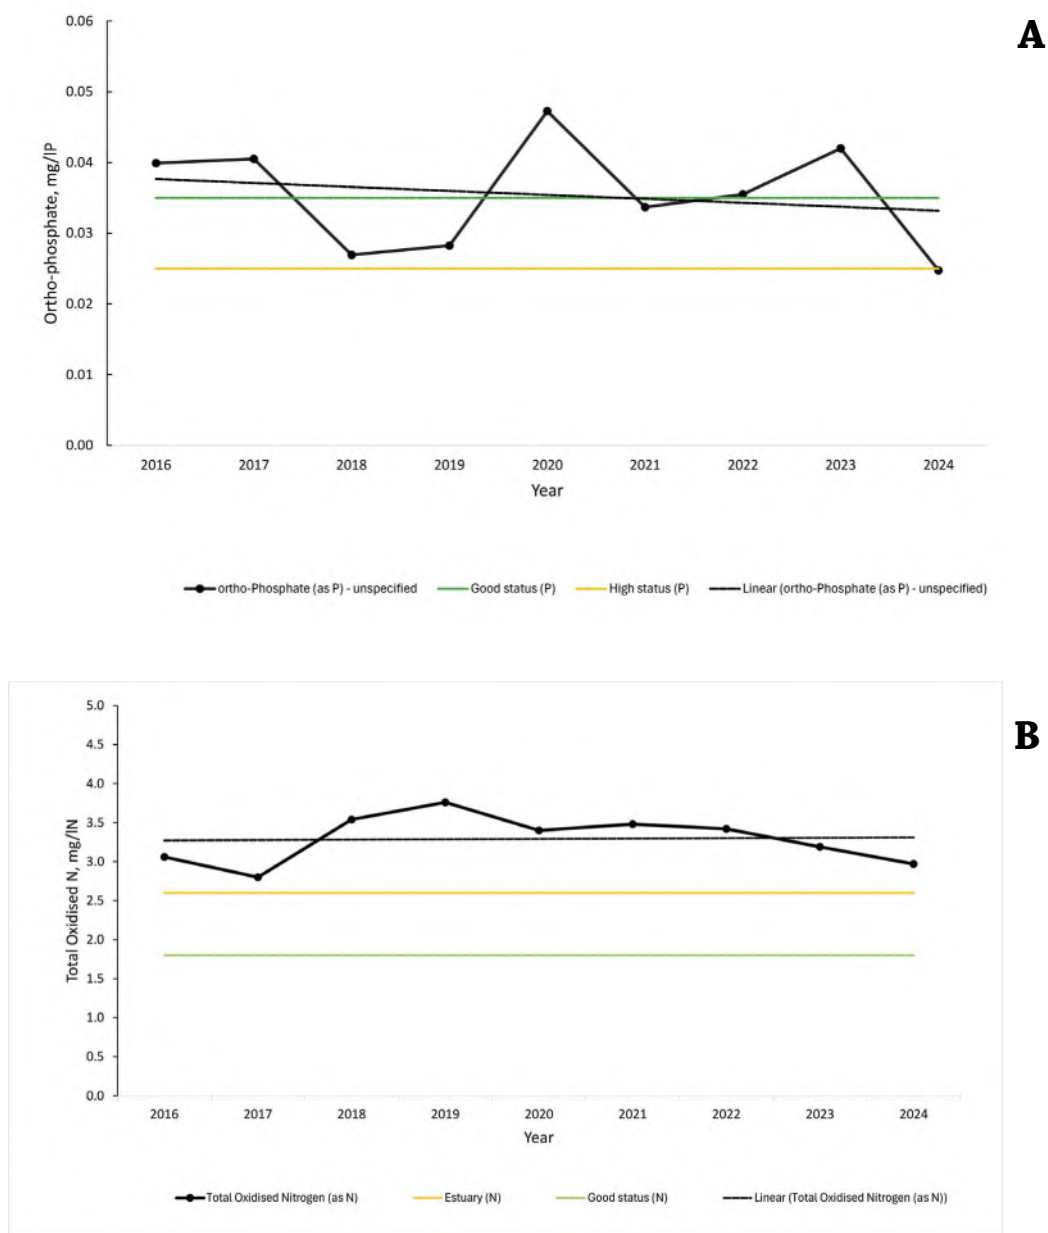 A
0.06
0.05
0.04
0.03
0.02
0.01
0.00
Ortho-phosphate, mg/lP
2016 2017 2018 2019 2020 2021 2022 2023 2024
Year
ortho-Phosphate (as P) - unspecified Good status (P) High status (P) Linear (ortho-Phosphate (as P) - unspecified)
B
5.0
4.5
4.0
3.5
3.0
2.5
2.0
1.5
1.0
0.5
0.0
Total Oxidised N, mg/lN
2016 2017 2018 2019 2020 2021 2022 2023 2024
Year
Total Oxidised Nitrogen (as N) Estuary (N) Good status (N) Linear (Total Oxidised Nitrogen (as N))